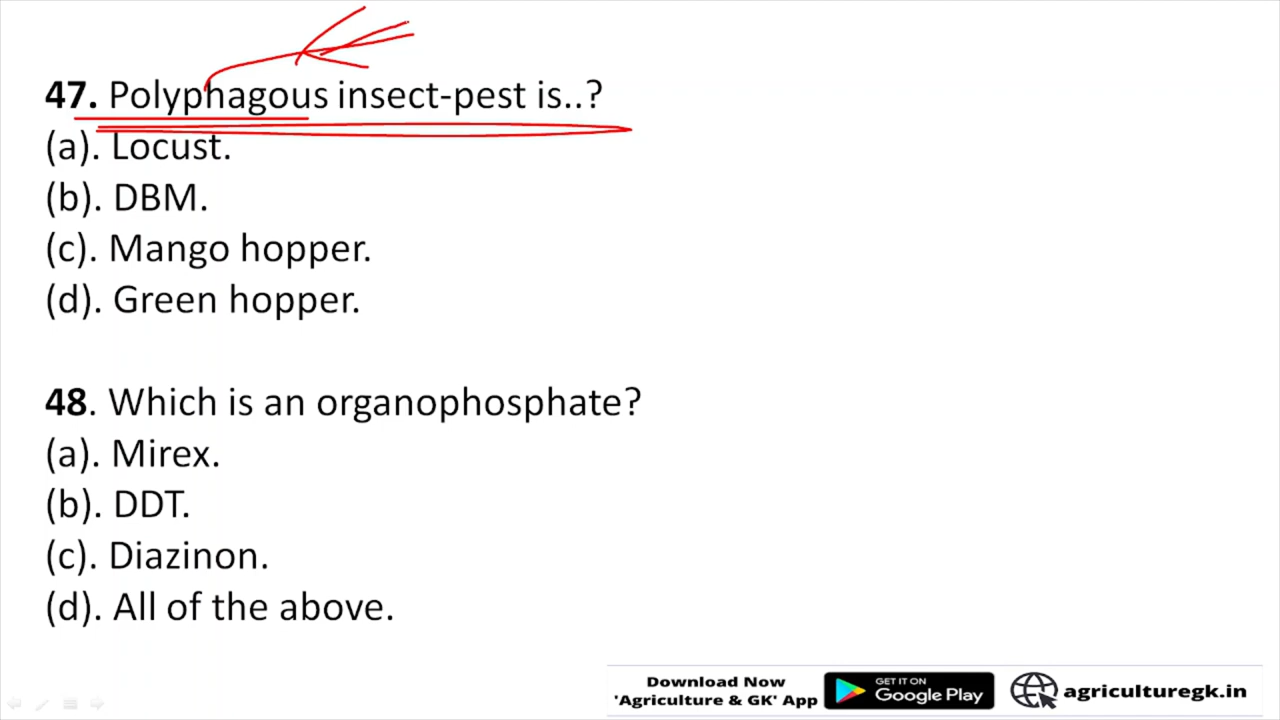 47. Polyphagous insect-pest is..?
(a). Locust.
(b). DBM.
(c). Mango hopper.
(d). Green hopper.
48. Which is an organophosphate?
(a). Mirex.
(b). DDT.
(c). Diazinon.
(d). All of the above.
Download Now
'Agriculture & GK' App
GET IT ON
Google Play
agriculturegk.in